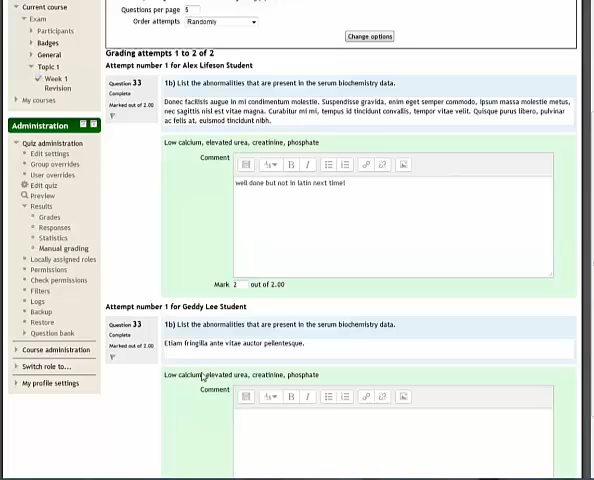 Current course
Exam
Participants
Badges
General
Topic 1
Week 1
Revision
My courses
Administration
Quiz administration
Edit settings
Group overrides
User overrides
Edit quiz
Preview
Results
Grades
Responses
Statistics
Manual grading
Locally assigned roles
Permissions
Check permissions
Filters
Logs
Backup
Restore
Question bank
Course administration
Switch role to...
My profile settings
Questions per page 5
Order attempts Randomly
Change options
Grading attempts 1 to 2 of 2
Attempt number 1 for Alex Lifeson Student
Question 33
Complete
Marked out of 2.00
1b) List the abnormalities that are present in the serum biochemistry data.
Donec facilisis augue in mi condimentum molestie. Suspendisse gravida, enim eget semper commodo, ipsum massa molestie metus,
nec sagittis nisl est vitae magna. Curabitur mi mi, tempus id tincidunt convallis, tempor vitae velit. Quisque purus libero, pulvinar
ac felis at, euismod tincidunt nibh.
Low calcium, elevated urea, creatinine, phosphate
Comment
well done but not in latin next time!
Mark 2 out of 2.00
Attempt number 1 for Geddy Lee Student
Question 33
Complete
Marked out of 2.00
1b) List the abnormalities that are present in the serum biochemistry data.
Etiam fringilla ante vitae auctor pellentesque.
Low calcium, elevated urea, creatinine, phosphate
Comment